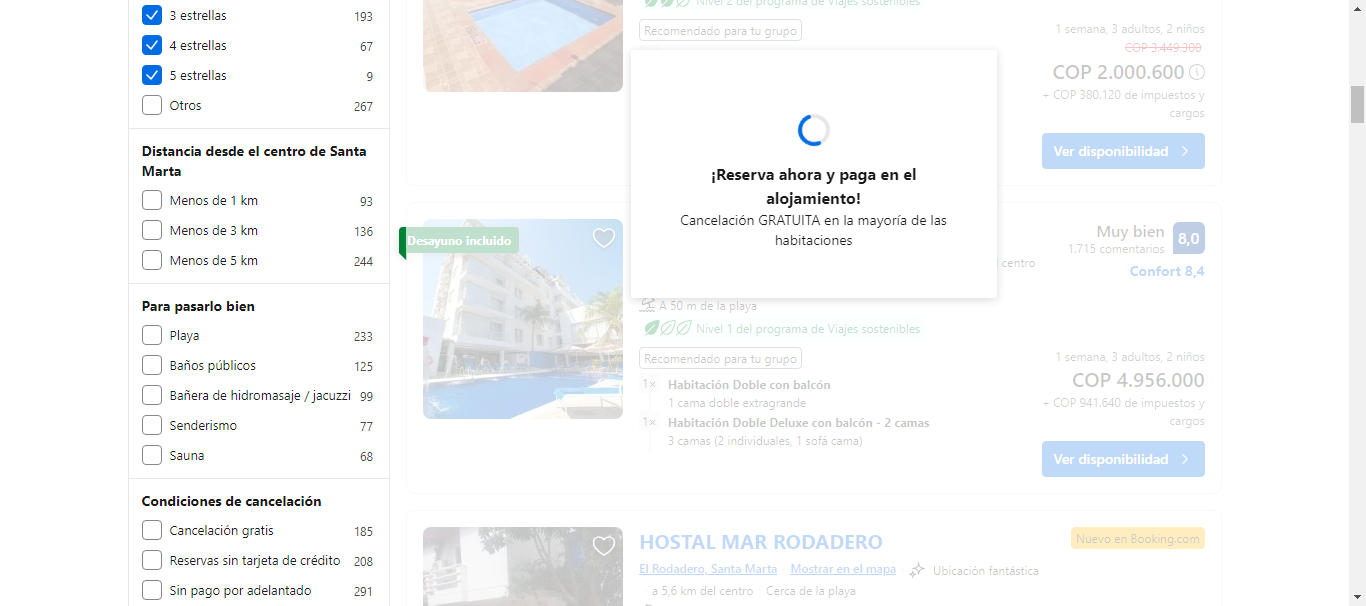 3 estrellas 193
4 estrellas 67
5 estrellas 9
Otros 267
Distancia desde el centro de Santa
Marta
Menos de 1 km 93
Menos de 3 km 136
Menos de 5 km 244
Para pasarlo bien
Playa 233
Baños públicos 125
Bañera de hidromasaje / jacuzzi 99
Senderismo 77
Sauna 68
Condiciones de cancelación
Cancelación gratis 185
Reservas sin tarjeta de crédito 208
Sin pago por adelantado 291
Nivel 2 del programa de Viajes sostenibles
Recomendado para tu grupo
1 semana, 3 adultos, 2 niños
COP 3.449.300
COP 2.000.600
+ COP 380.120 de impuestos y
cargos
Ver disponibilidad
¡Reserva ahora y paga en el
alojamiento!
Cancelación GRATUITA en la mayoría de las
habitaciones
Desayuno incluido
Muy bien 8,0
1.715 comentarios
centro
Confort 8,4
A 50 m de la playa
Nivel 1 del programa de Viajes sostenibles
Recomendado para tu grupo
1× Habitación Doble con balcón
1 cama doble extragrande
1× Habitación Doble Deluxe con balcón - 2 camas
3 camas (2 individuales, 1 sofá cama)
1 semana, 3 adultos, 2 niños
COP 4.956.000
+ COP 941.640 de impuestos y
cargos
Ver disponibilidad
HOSTAL MAR RODADERO
Nuevo en Booking.com
El Rodadero, Santa Marta Mostrar en el mapa Ubicación fantástica
a 5,6 km del centro Cerca de la playa